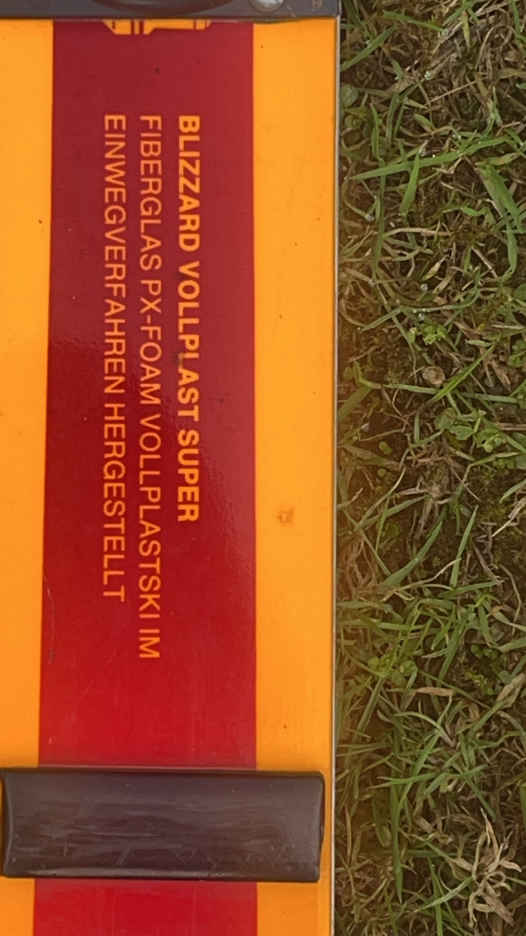 BLIZZARD VOLLPLAST SUPER
FIBERGLAS PX-FOAM VOLLPLASTSKI IM
EINWEGVERFAHREN HERGESTELLT